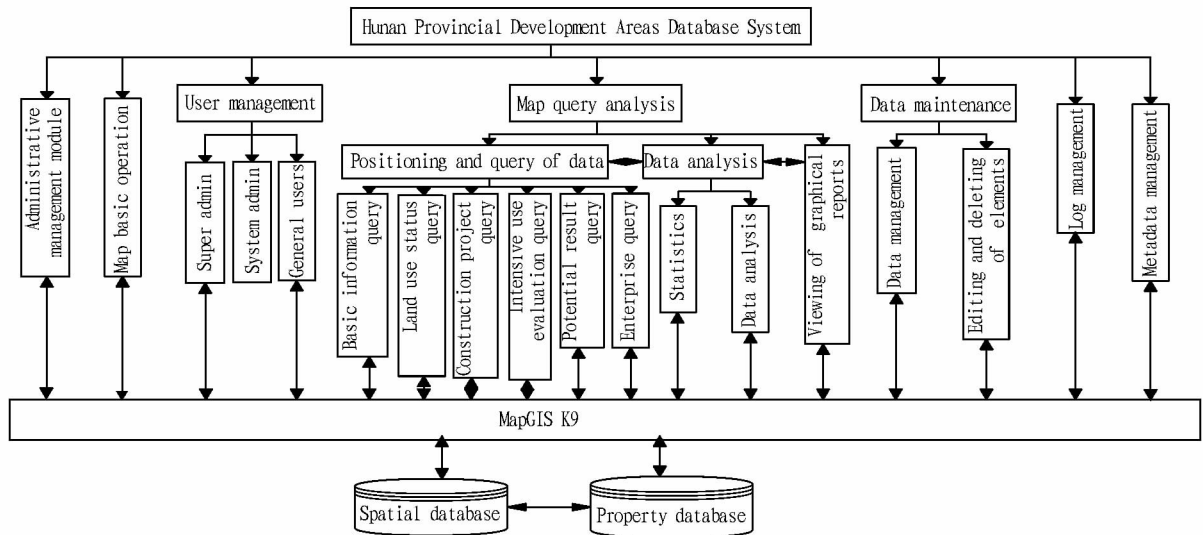 Hunan Provincial Development Areas Database System
User management
Map query analysis
Data maintenance
Administrative
management module
Map basic operation
Super admin
System admin
General users
Positioning and query of data
Data analysis
Basic information
query
Land use status
query
Construction project
query
Intensive use
evaluation query
Potential result
query
Enterprise query
Statistics
Data analysis
Viewing of graphical
reports
Data management
Editing and deleting
of elements
Log management
Metadata management
MapGIS K9
Spatial database
Property database